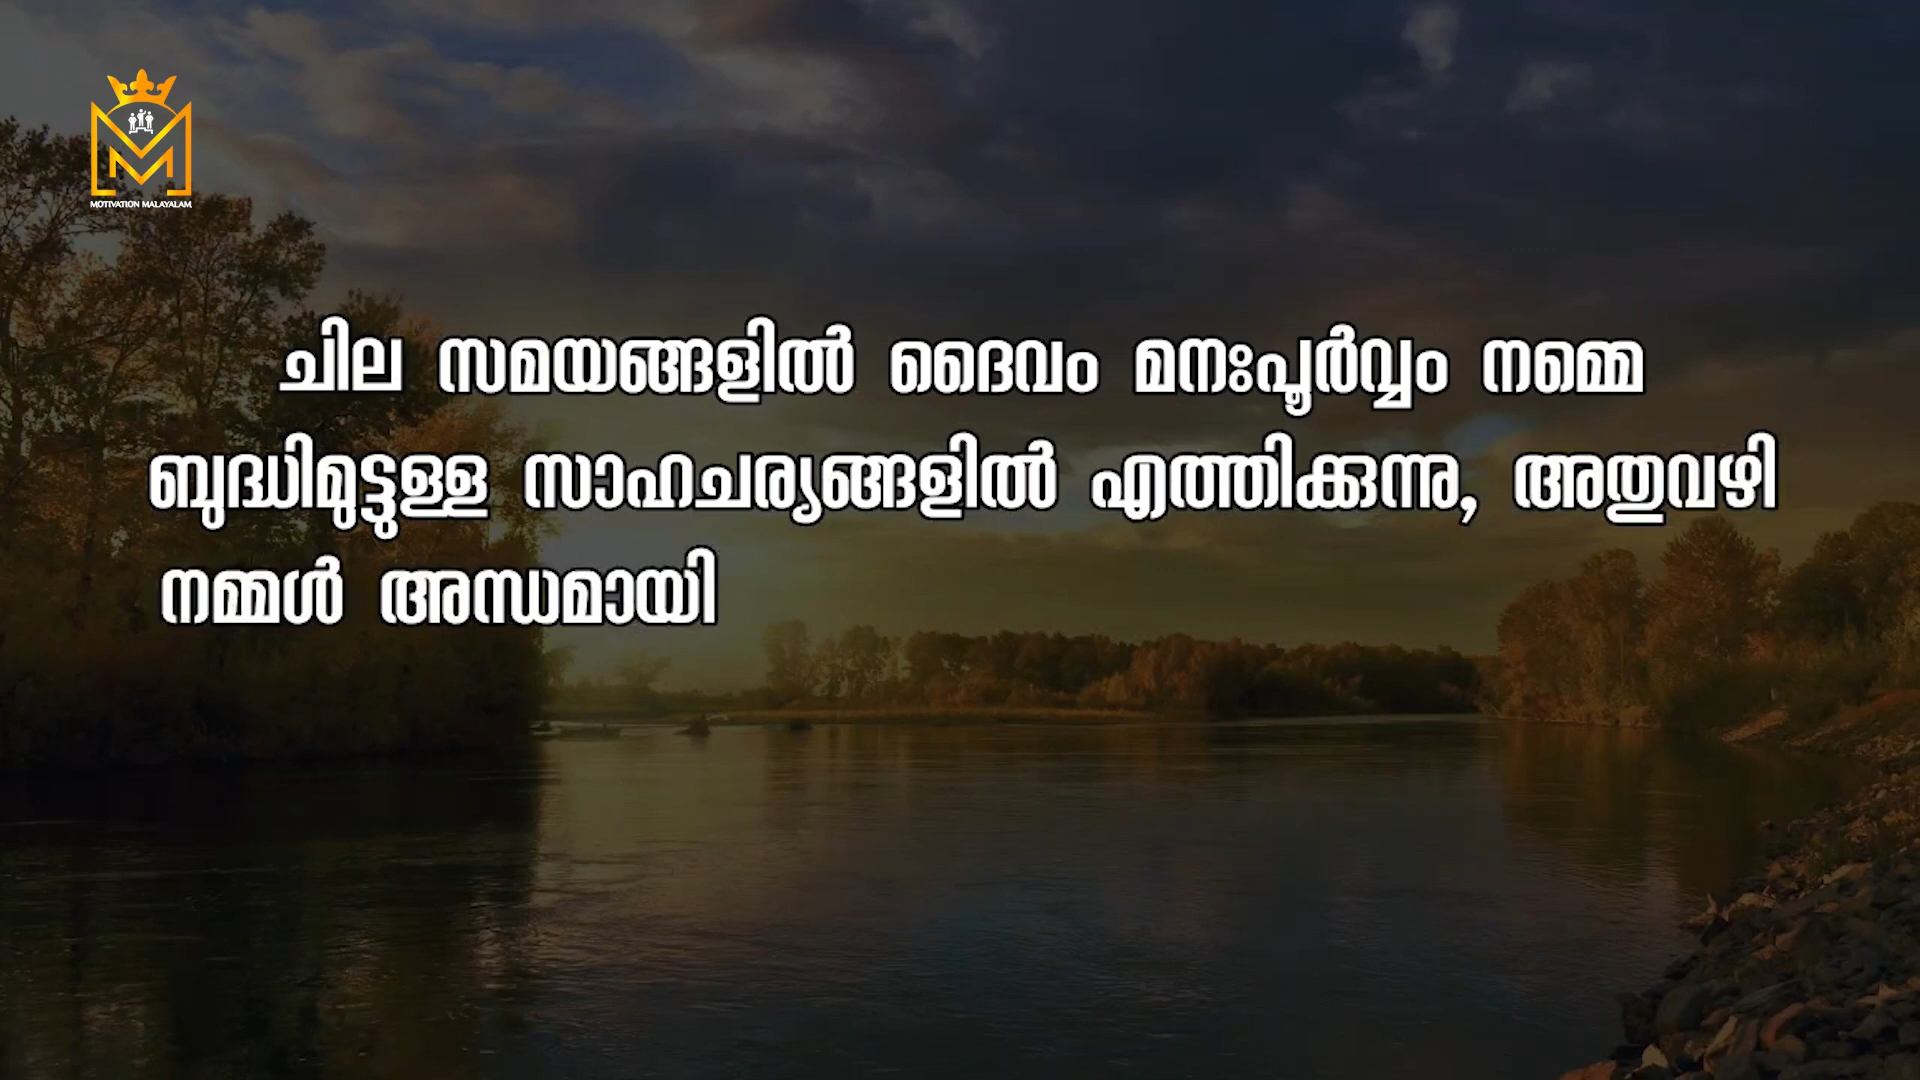 MOTIVATION MALAYALAM
ചില സമയങ്ങളിൽ ദൈവം മനഃപൂർവ്വം നമ്മെ
ബുദ്ധിമുട്ടുള്ള സാഹചര്യങ്ങളിൽ എത്തിക്കുന്നു, അതുവഴി
നമ്മൾ അന്ധമായി